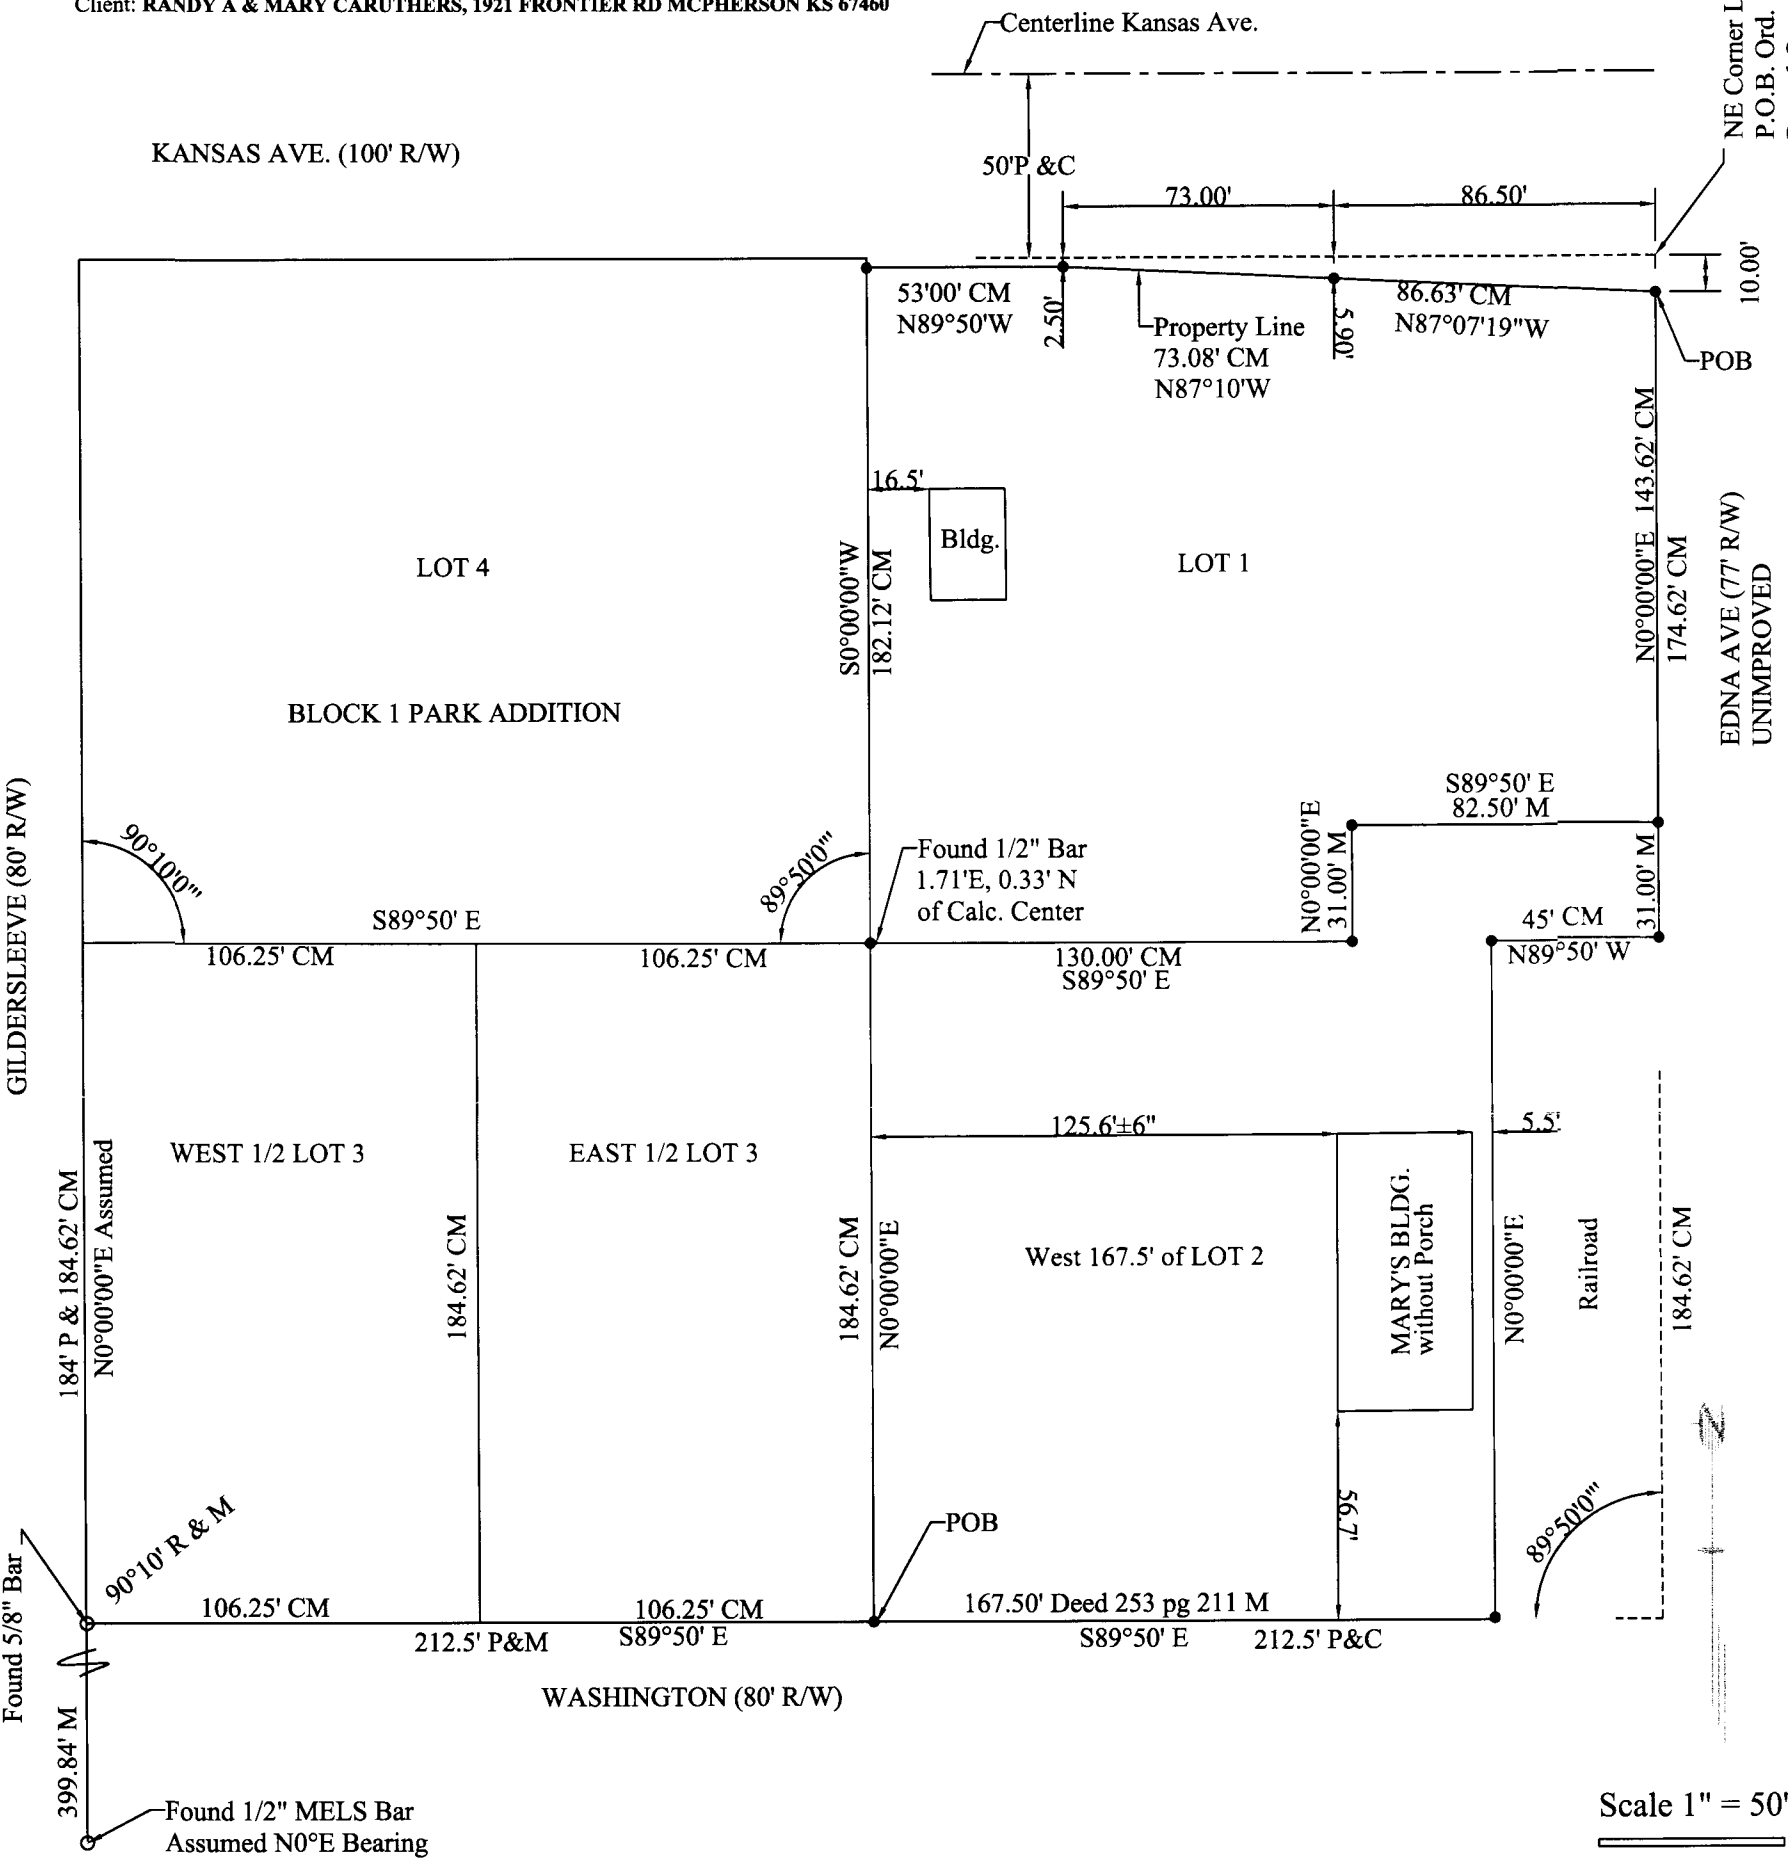 Client: RANDY A & MARY CARUTHERS, 1921 FRONTIER RD MCPHERSON KS 67460
Centerline Kansas Ave.
NE Corner
P.O.B. Ord.
KANSAS AVE. (100' R/W)
50'P &C
73.00'
86.50'
10.00'
53'00' CM
N89°50'W
2.50'
Property Line
73.08' CM
N87°10'W
5.90'
86.63' CM
N87°07'19"W
POB
16.5'
Bldg.
LOT 4
S0°00'00"W
182.12' CM
LOT 1
N0°00'00"E 143.62' CM
174.62' CM
EDNA AVE (77' R/W)
UNIMPROVED
BLOCK 1 PARK ADDITION
S89°50' E
82.50' M
GILDERSLEEVE (80' R/W)
90°10'0'"
89°50'0'"
Found 1/2" Bar
1.71'E, 0.33' N
of Calc. Center
N0°00'00"E
31.00' M
31.00' M
S89°50' E
106.25' CM
106.25' CM
130.00' CM
S89°50' E
45' CM
N89°50' W
125.6'±6"
5.5'
WEST 1/2 LOT 3
EAST 1/2 LOT 3
184' P & 184.62' CM
N0°00'00"E Assumed
184.62' CM
184.62' CM
N0°00'00"E
West 167.5' of LOT 2
MARY'S BLDG.
without Porch
N0°00'00"E
Railroad
184.62' CM
N
56.7'
89°50'0'"
POB
Found 5/8" Bar
90°10' R & M
106.25' CM
106.25' CM
167.50' Deed 253 pg 211 M
212.5' P&M
S89°50' E
S89°50' E
212.5' P&C
WASHINGTON (80' R/W)
399.84' M
Found 1/2" MELS Bar
Assumed N0°E Bearing
Scale 1" = 50'